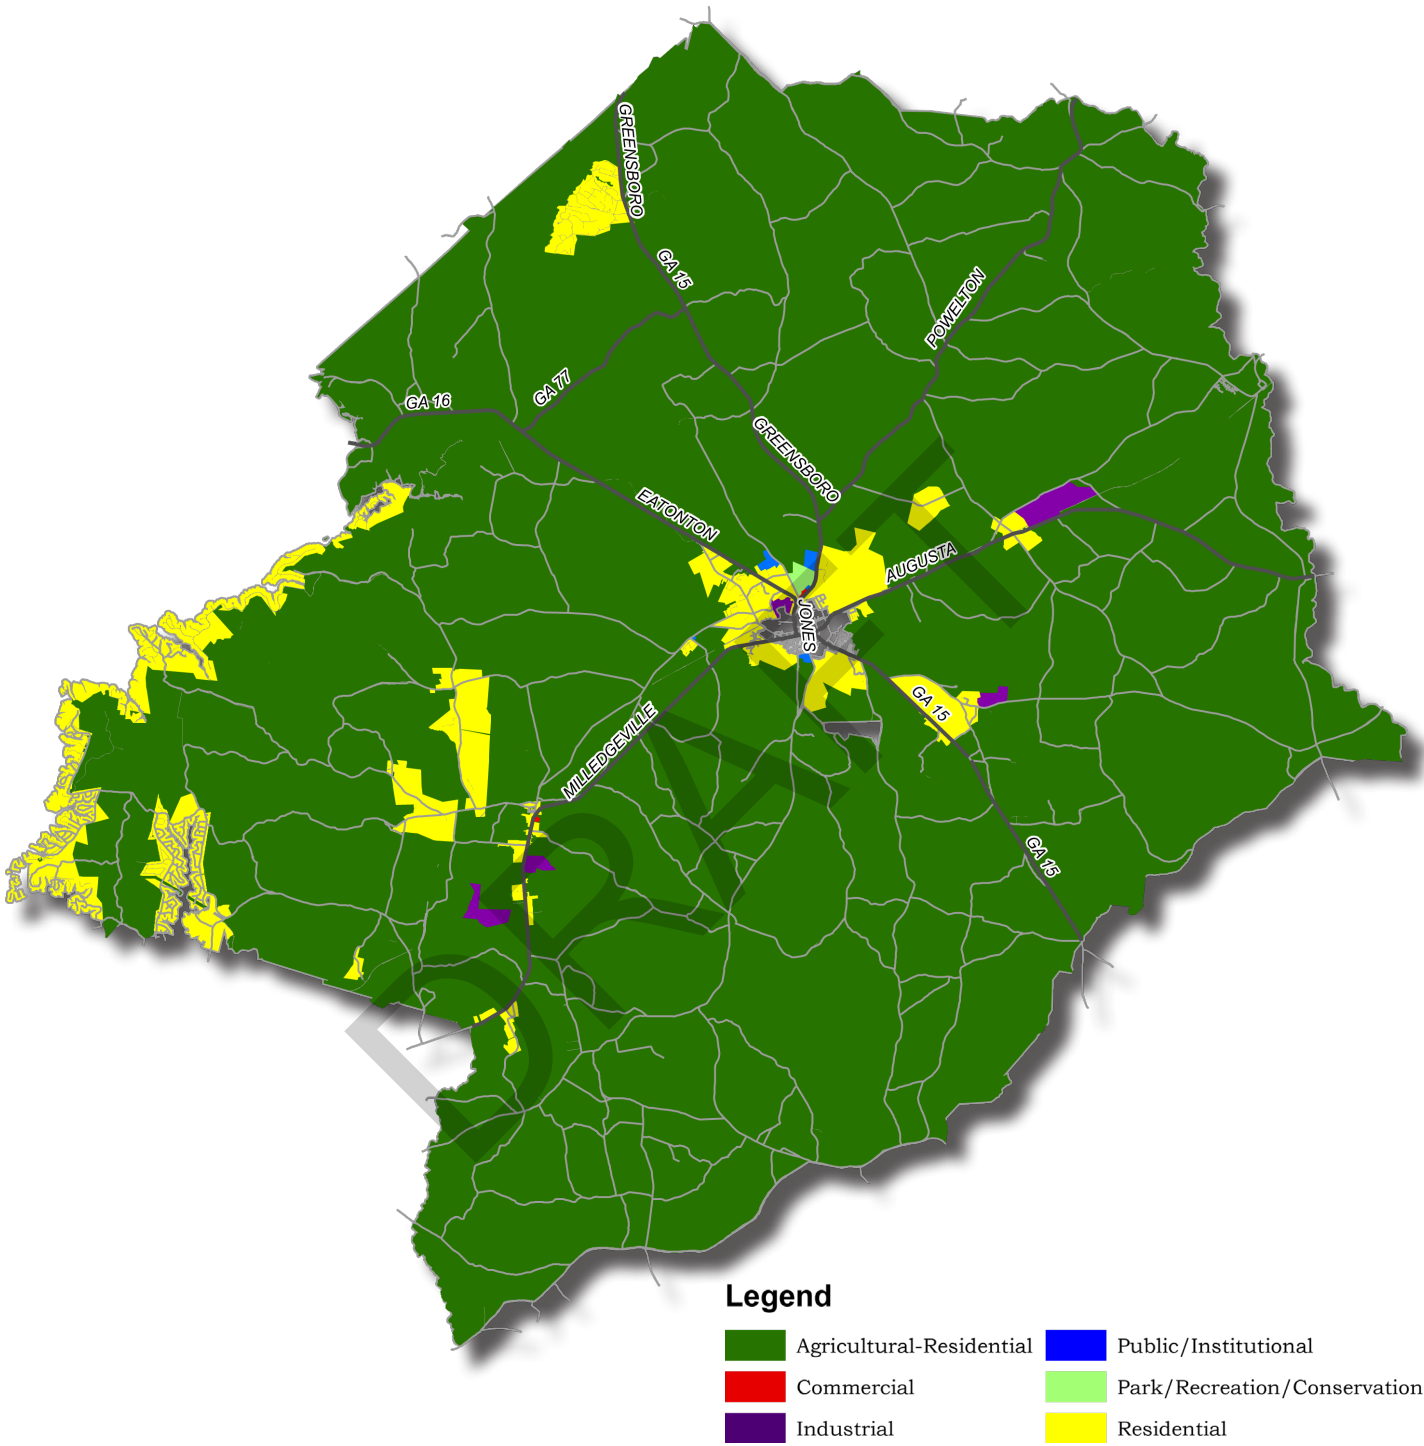 GREENSBORO
GA 15
POWELTON
GA 77
GA 16
GREENSBORO
EATONTON
AUGUSTA
JONES
GA 15
MILLEDGEVILLE
GA 15
DRAFT
Legend
Agricultural-Residential
Public/Institutional
Commercial
Park/Recreation/Conservation
Industrial
Residential